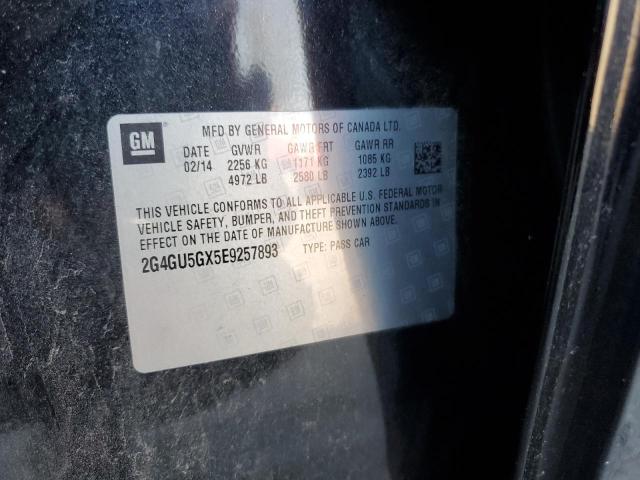 GM
MFD BY GENERAL MOTORS OF CANADA LTD.
DATE GVWR GAWR FRT GAWR RR
02/14 2256 KG 1171 KG 1085 KG
4972 LB 2580 LB 2392 LB
THIS VEHICLE CONFORMS TO ALL APPLICABLE U.S. FEDERAL MOTOR
VEHICLE SAFETY, BUMPER, AND THEFT PREVENTION STANDARDS IN
EFFECT ON THE DATE OF MANUFACTURE SHOWN ABOVE.
2G4GU5GX5E9257893 TYPE: PASS CAR